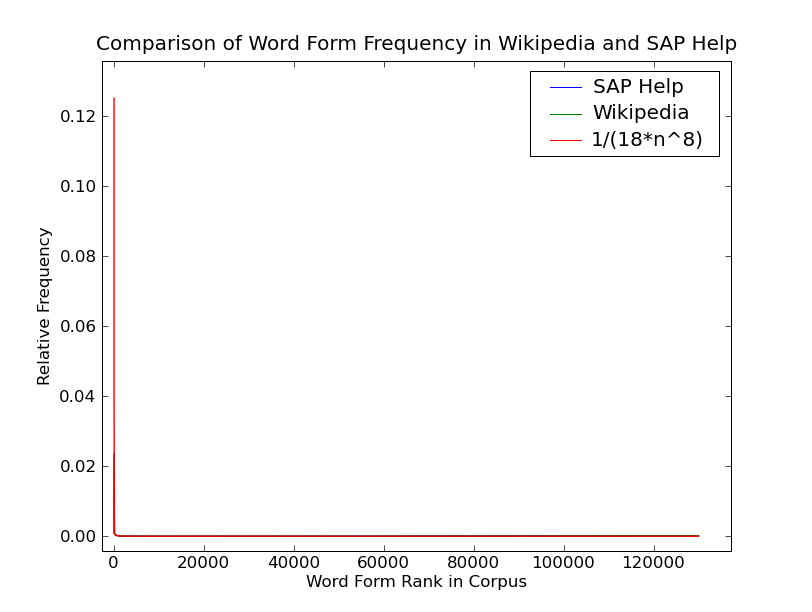 Comparison of Word Form Frequency in Wikipedia and SAP Help
SAP Help
Wikipedia
1/(18*n^8)
0.12
0.10
0.08
0.06
0.04
0.02
0.00
Relative Frequency
0 20000 40000 60000 80000 100000 120000
Word Form Rank in Corpus